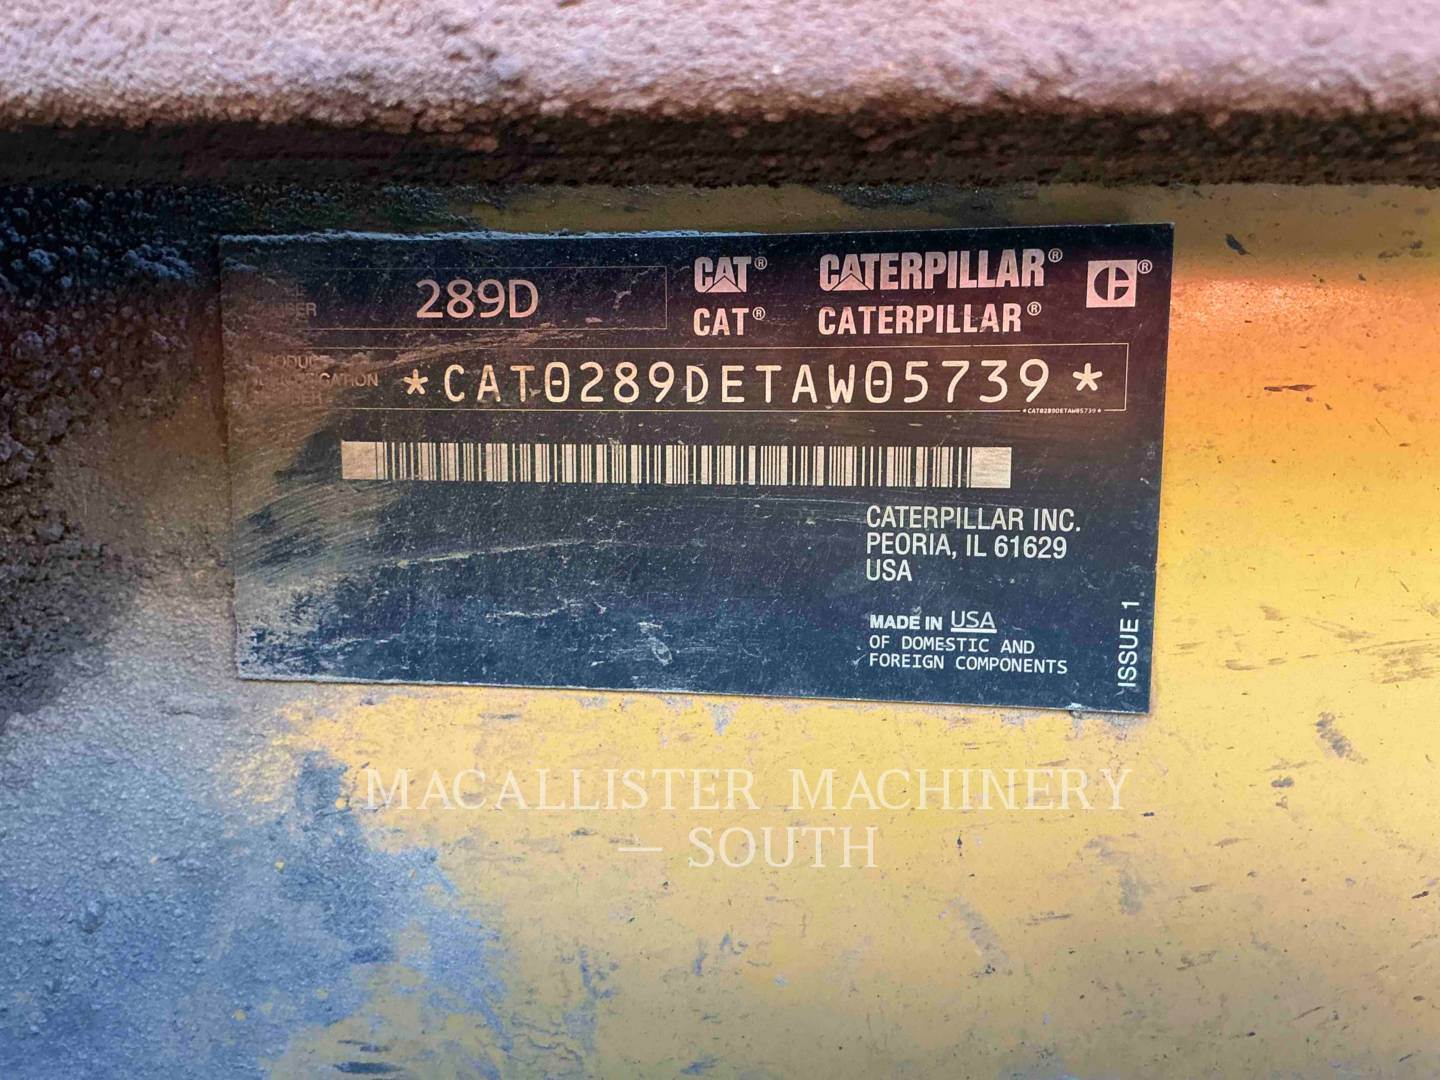 289D
CAT® CATERPILLAR®
CAT® CATERPILLAR®
*CAT0289DETAW05739*
*CAT0289DETAW05739*
CATERPILLAR INC.
PEORIA, IL 61629
USA
MADE IN USA
OF DOMESTIC AND
FOREIGN COMPONENTS
ISSUE 1
MACALLISTER MACHINERY
— SOUTH